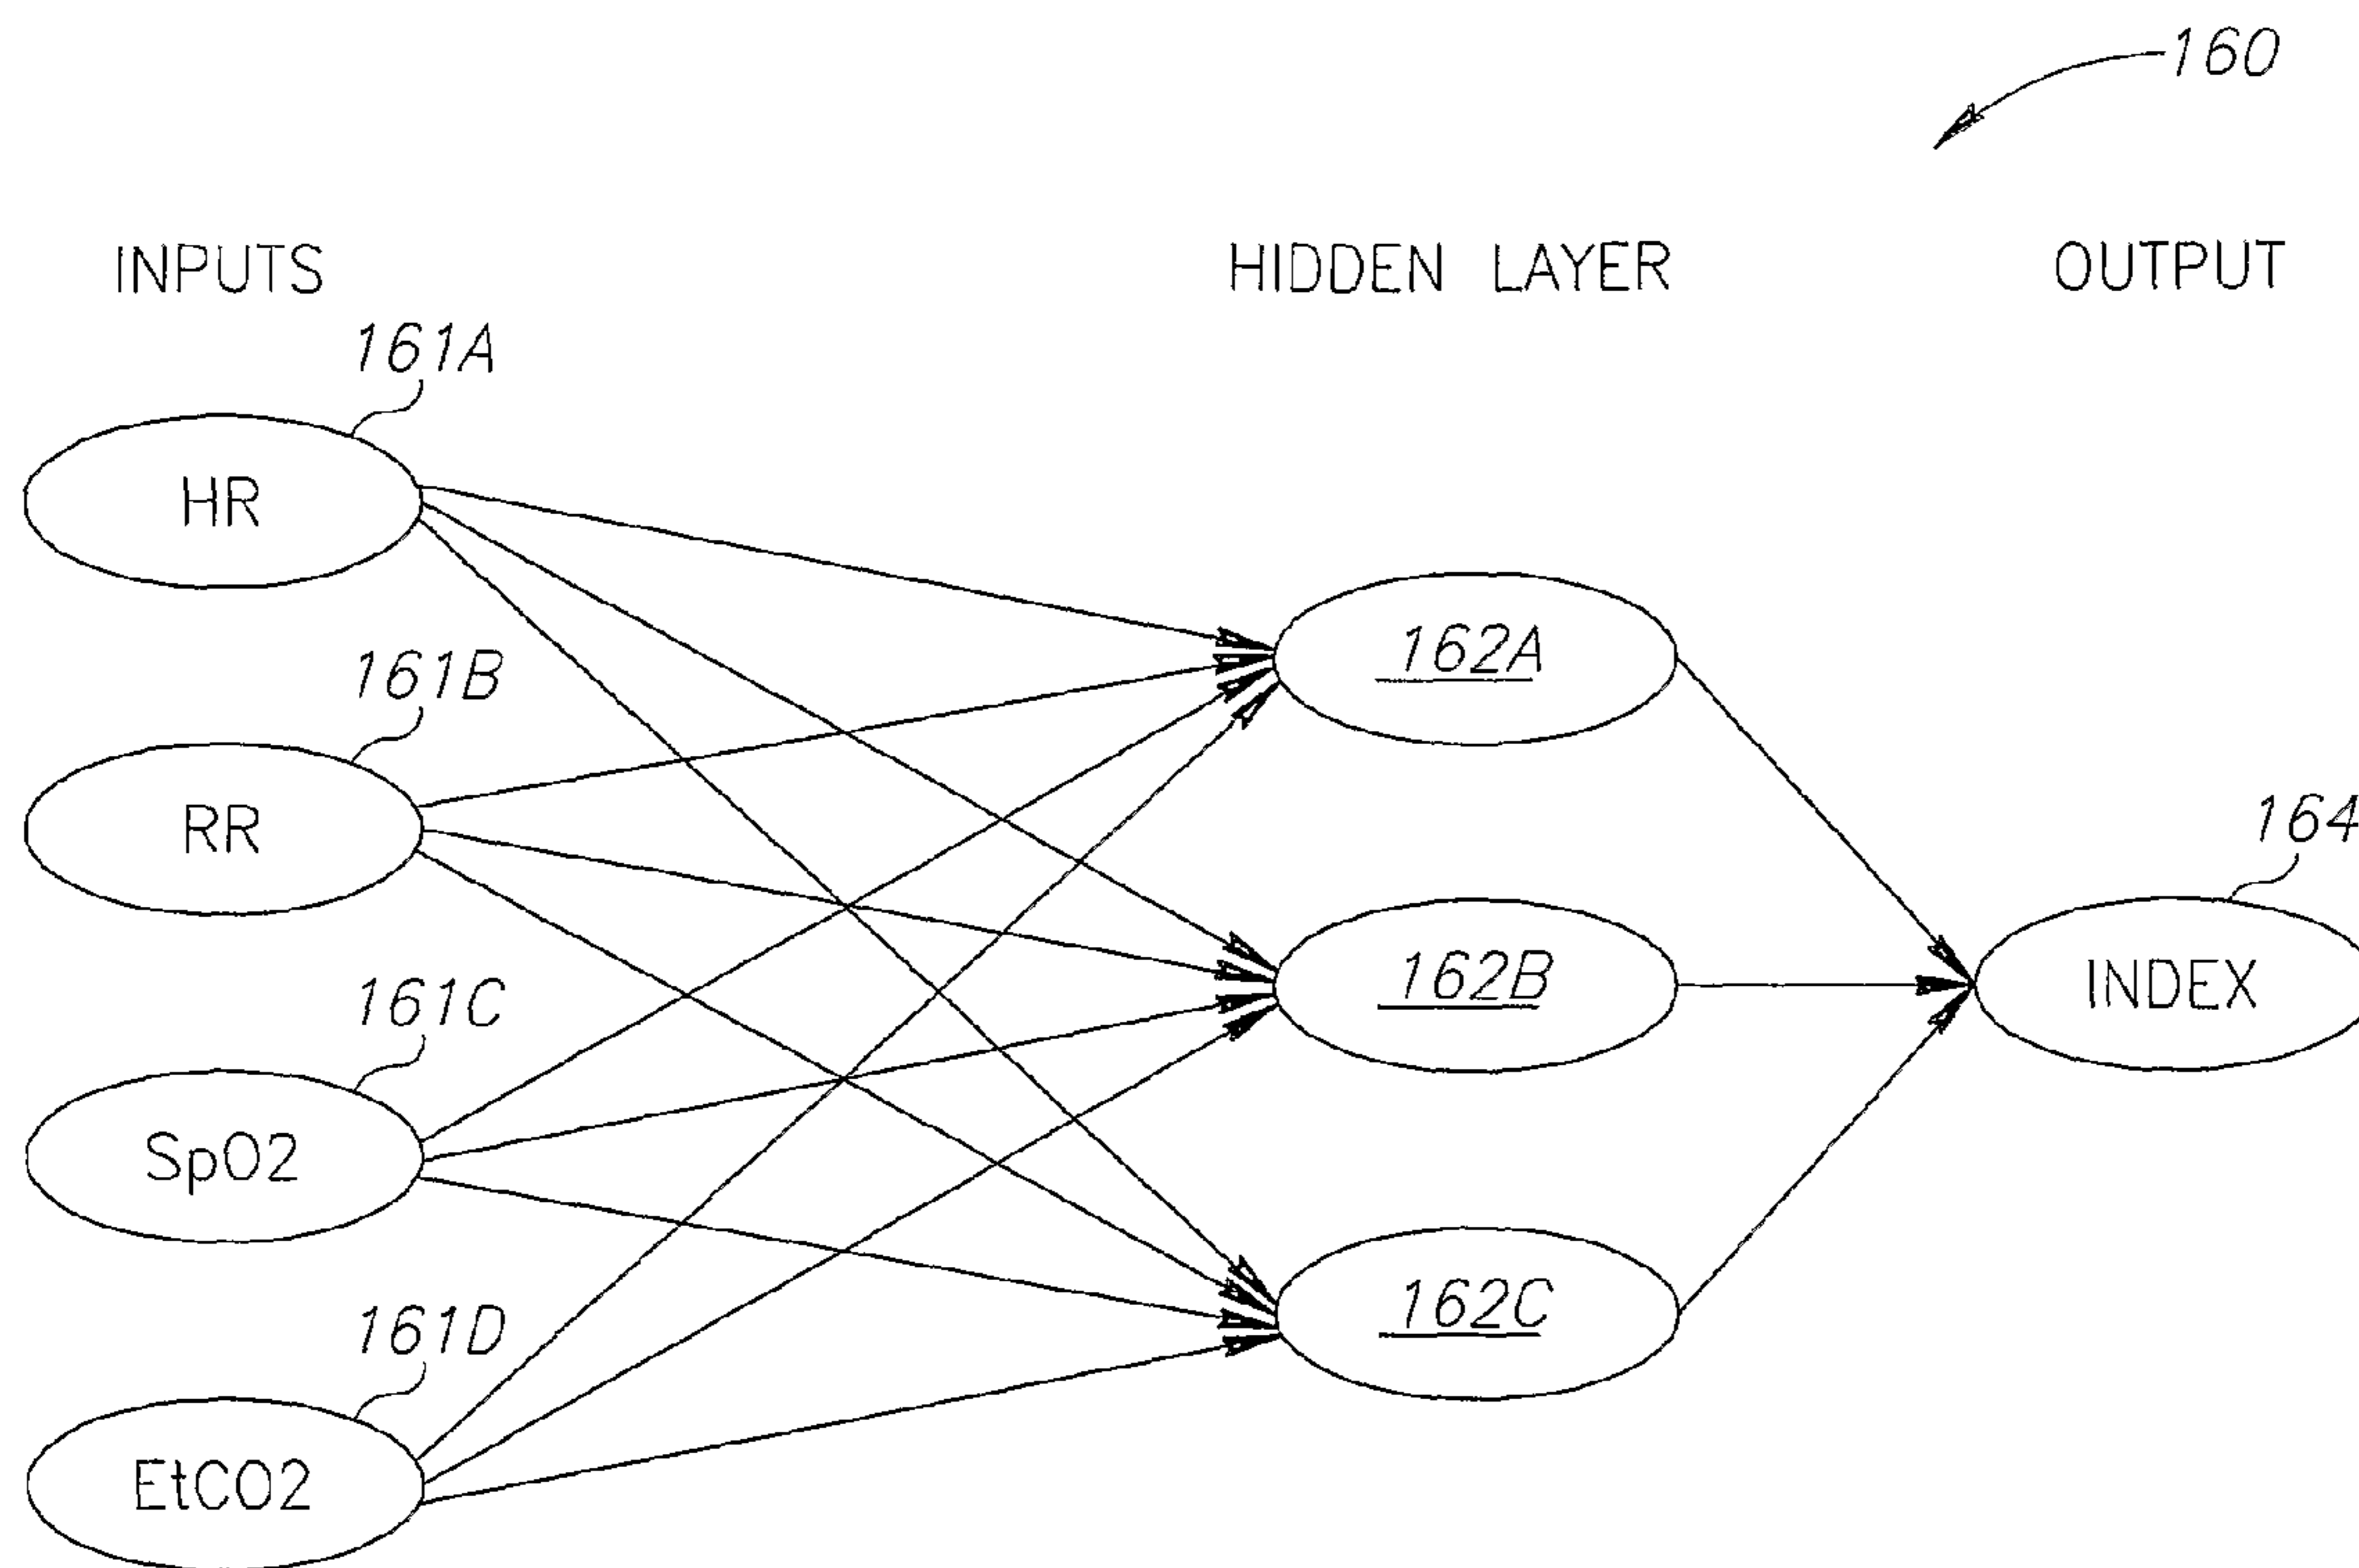 160
INPUTS
HIDDEN LAYER
OUTPUT
161A
HR
162A
161B
RR
164
162B
INDEX
161C
SpO2
162C
161D
EtCO2